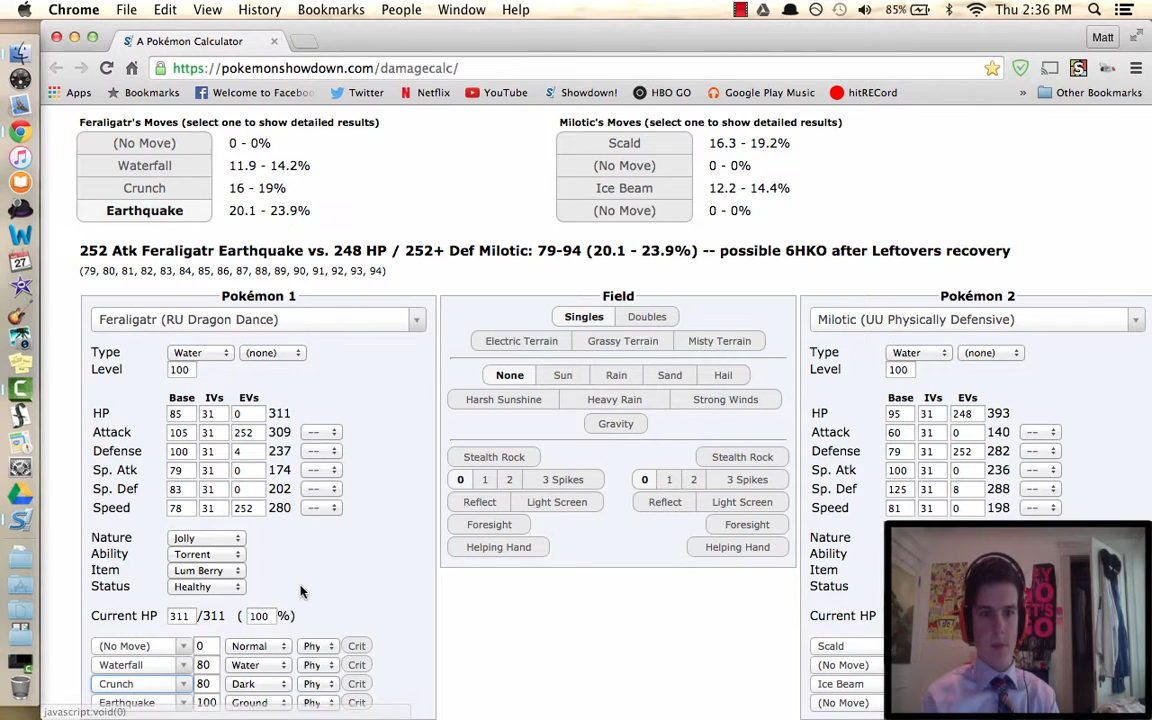 Chrome File Edit View History Bookmarks People Window Help 85% Thu 2:36 PM
A Pokémon Calculator Matt
https://pokemonshowdown.com/damagecalc/
Apps Bookmarks Welcome to Facebo Twitter Netflix YouTube Showdown! HBO GO Google Play Music hitRECord » Other Bookmarks
Feraligatr's Moves (select one to show detailed results) Milotic's Moves (select one to show detailed results)
(No Move) 0 - 0% Scald 16.3 - 19.2%
Waterfall 11.9 - 14.2% (No Move) 0 - 0%
Crunch 16 - 19% Ice Beam 12.2 - 14.4%
Earthquake 20.1 - 23.9% (No Move) 0 - 0%
252 Atk Feraligatr Earthquake vs. 248 HP / 252+ Def Milotic: 79-94 (20.1 - 23.9%) -- possible 6HKO after Leftovers recovery
(79, 80, 81, 82, 83, 84, 85, 86, 87, 88, 89, 90, 91, 92, 93, 94)
Pokémon 1 Field Pokémon 2
Feraligatr (RU Dragon Dance) Singles Doubles Milotic (UU Physically Defensive)
Electric Terrain Grassy Terrain Misty Terrain
Type Water (none) Type Water (none)
Level 100 None Sun Rain Sand Hail Level 100
Base IVs EVs Harsh Sunshine Heavy Rain Strong Winds Base IVs EVs
HP 85 31 0 311 HP 95 31 248 393
Attack 105 31 252 309 -- Gravity Attack 60 31 0 140 --
Defense 100 31 4 237 -- Stealth Rock Stealth Rock Defense 79 31 252 282 --
Sp. Atk 79 31 0 174 -- 0 1 2 3 Spikes 0 1 2 3 Spikes Sp. Atk 100 31 0 236 --
Sp. Def 83 31 0 202 -- Reflect Light Screen Reflect Light Screen Sp. Def 125 31 8 288 --
Speed 78 31 252 280 -- Foresight Foresight Speed 81 31 0 198 --
Nature Jolly Helping Hand Helping Hand Nature
Ability Torrent Ability
Item Lum Berry Item
Status Healthy Status
Current HP 311 /311 ( 100 %) Current HP
(No Move) 0 Normal Phy Crit Scald
Waterfall 80 Water Phy Crit (No Move)
Crunch 80 Dark Phy Crit Ice Beam
Earthquake 100 Ground Phy Crit (No Move)
javascript:void(0)